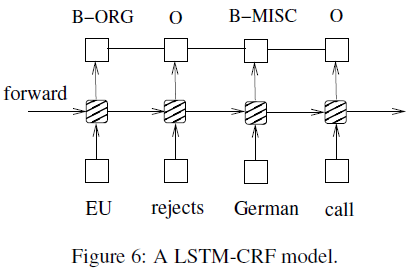 B−ORG O B−MISC O
forward
EU rejects German call
Figure 6: A LSTM-CRF model.